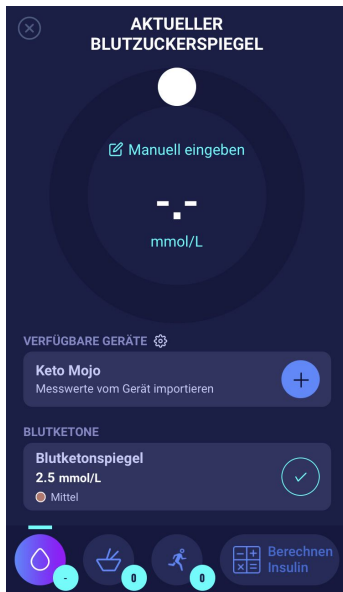 AKTUELLER
BLUTZUCKERSPIEGEL
Manuell eingeben
-.-
mmol/L
VERFÜGBARE GERÄTE
Keto Mojo
Messwerte vom Gerät importieren
BLUTKETONE
Blutketonspiegel
2.5 mmol/L
Mittel
-
0
0
Berechnen
Insulin